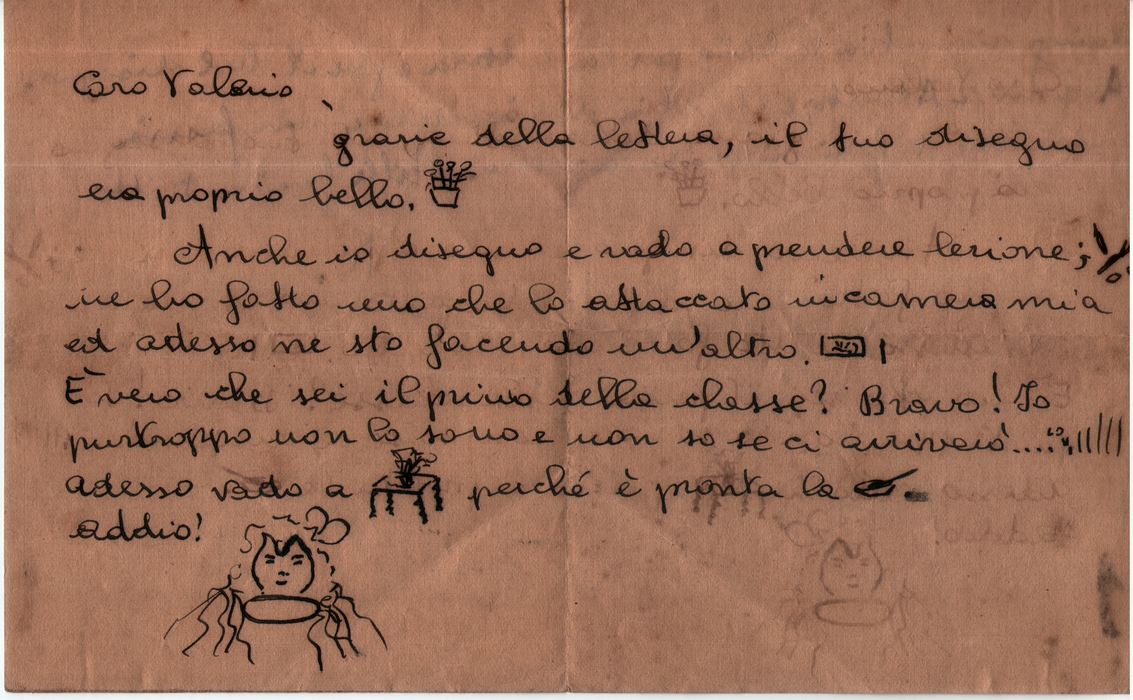 Caro Valerio
grazie della lettera, il tuo disegno
era proprio bello.
Anche io disegno e vado a prendere lezione;
ne ho fatto uno che lo attaccato in camera mia
ed adesso ne sto facendo un'altro.
È vero che sei il primo della classe? Bravo! Io
purtroppo non lo sono e non so se ci arriverò....
adesso vado a perché è pronta la
addio!